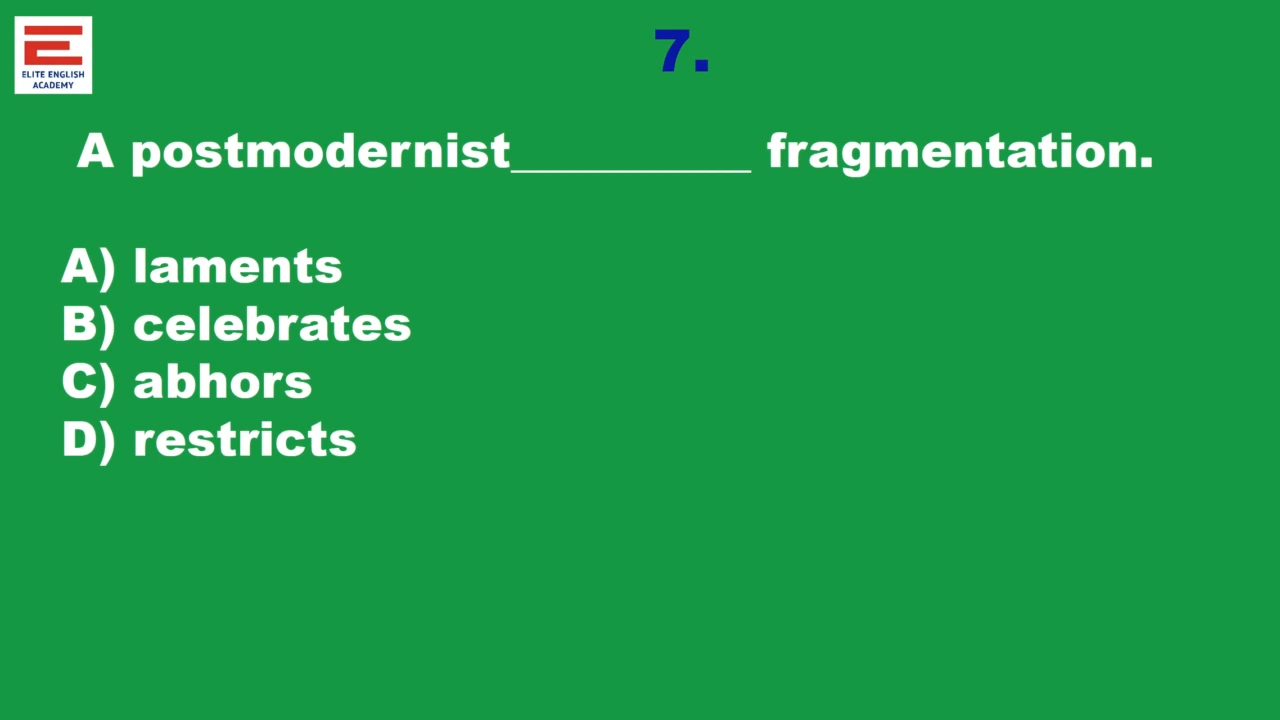 ELITE ENGLISH
ACADEMY
7.
A postmodernist__________ fragmentation.
A) laments
B) celebrates
C) abhors
D) restricts